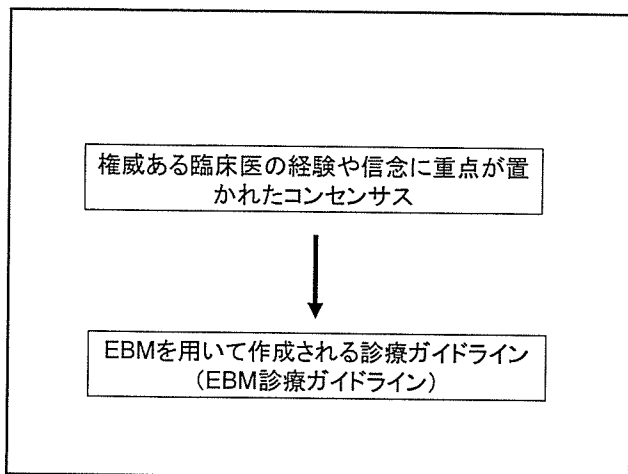 権威ある臨床医の経験や信念に重点が置
かれたコンセンサス
EBMを用いて作成される診療ガイドライン
（EBM診療ガイドライン）